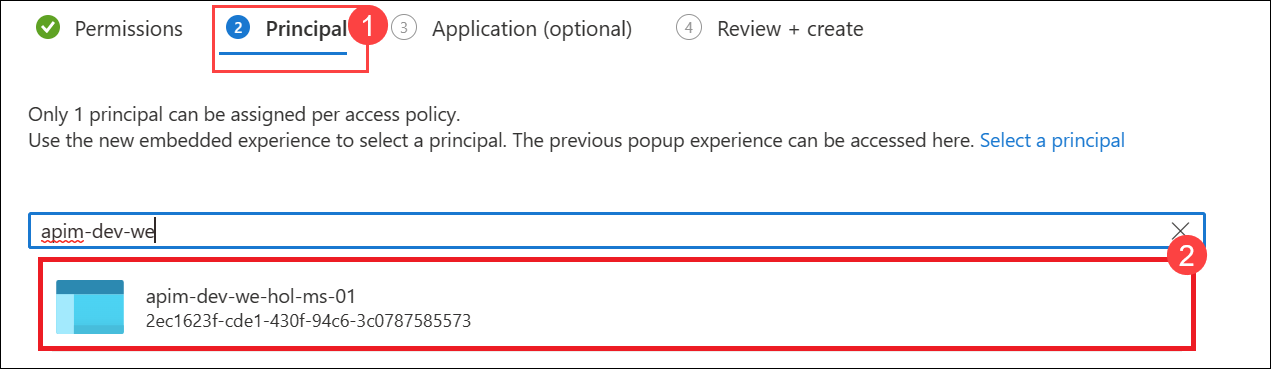 Permissions 2 Principal 1 3 Application (optional) 4 Review + create
Only 1 principal can be assigned per access policy.
Use the new embedded experience to select a principal. The previous popup experience can be accessed here. Select a principal
apim-dev-we
2
apim-dev-we-hol-ms-01
2ec1623f-cde1-430f-94c6-3c0787585573